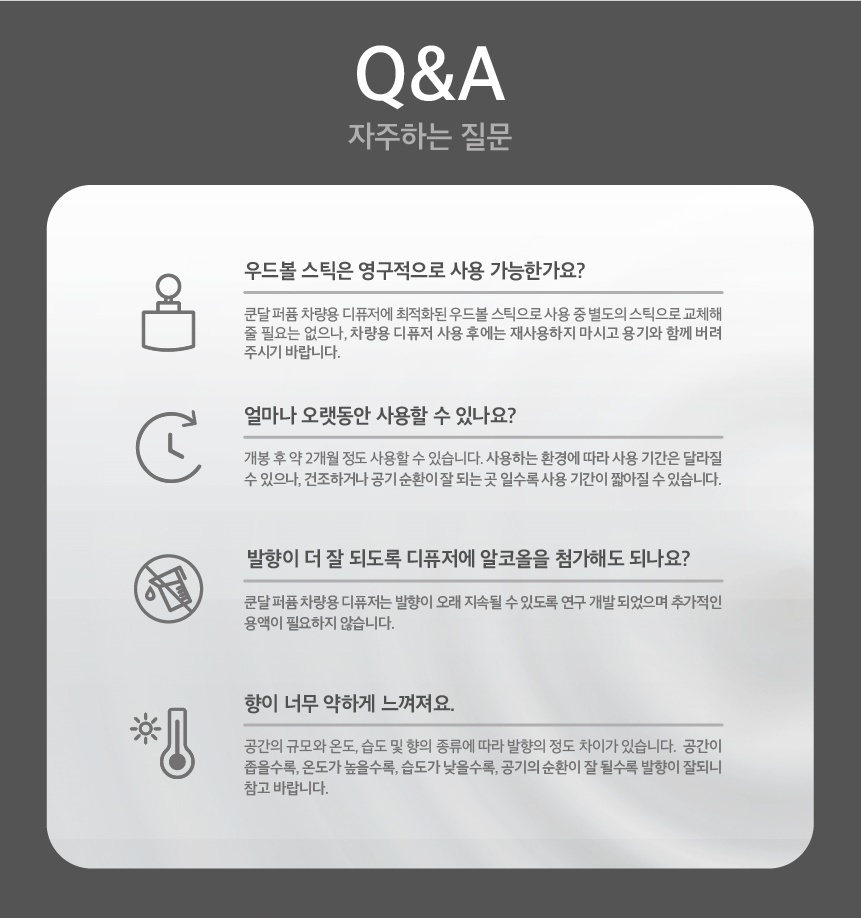 Q&A
자주하는 질문
우드볼 스틱은 영구적으로 사용 가능한가요?
쿤달 퍼퓸 차량용 디퓨저에 최적화된 우드볼 스틱으로 사용 중 별도의 스틱으로 교체해
줄 필요는 없으나, 차량용 디퓨저 사용 후에는 재사용하지 마시고 용기와 함께 버려
주시기 바랍니다.
얼마나 오랫동안 사용할 수 있나요?
개봉 후 약 2개월 정도 사용할 수 있습니다. 사용하는 환경에 따라 사용 기간은 달라질
수 있으나, 건조하거나 공기 순환이 잘 되는 곳 일수록 사용 기간이 짧아질 수 있습니다.
발향이 더 잘 되도록 디퓨저에 알코올을 첨가해도 되나요?
쿤달 퍼퓸 차량용 디퓨저는 발향이 오래 지속될 수 있도록 연구 개발 되었으며 추가적인
용액이 필요하지 않습니다.
향이 너무 약하게 느껴져요.
공간의 규모와 온도, 습도 및 향의 종류에 따라 발향의 정도 차이가 있습니다. 공간이
좁을수록, 온도가 높을수록, 습도가 낮을수록, 공기의 순환이 잘 될수록 발향이 잘되니
참고 바랍니다.